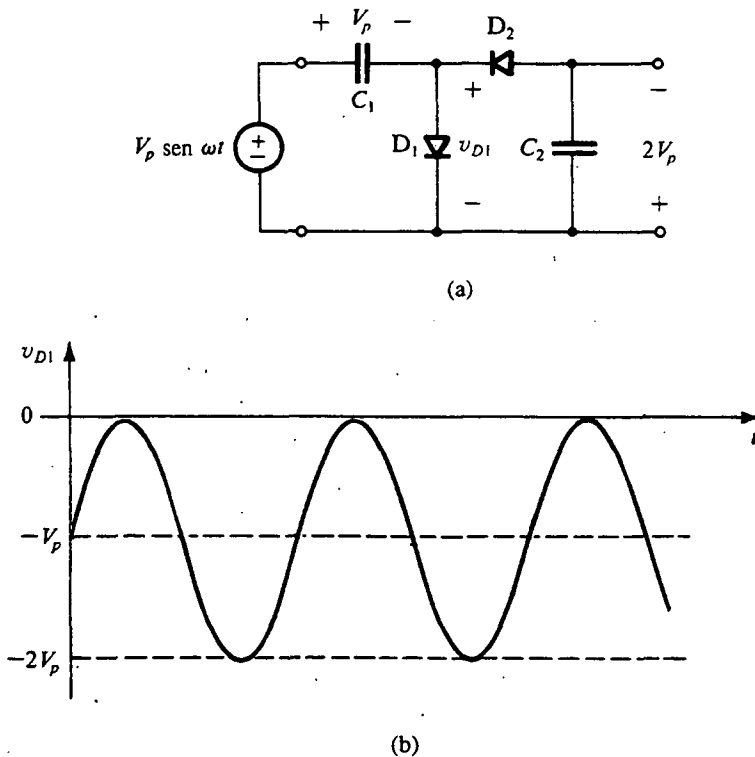 + V_p − D₂
C₁
+ −
V_p sen ωt + − D₁ v_D1 C₂ 2V_p
− +
(a)
v_D1
0
t
−V_p
−2V_p
(b)